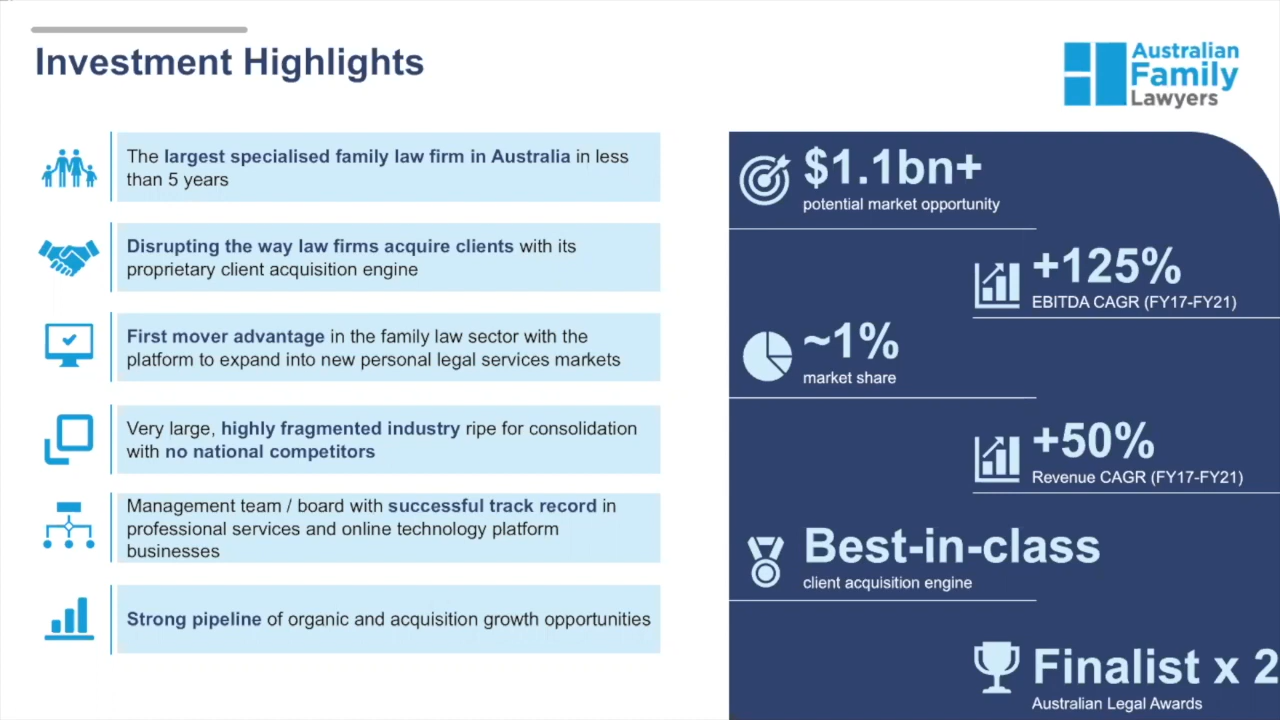 Investment Highlights
Australian
Family
Lawyers
The largest specialised family law firm in Australia in less
than 5 years
Disrupting the way law firms acquire clients with its
proprietary client acquisition engine
First mover advantage in the family law sector with the
platform to expand into new personal legal services markets
Very large, highly fragmented industry ripe for consolidation
with no national competitors
Management team / board with successful track record in
professional services and online technology platform
businesses
Strong pipeline of organic and acquisition growth opportunities
$1.1bn+
potential market opportunity
+125%
EBITDA CAGR (FY17-FY21)
~1%
market share
+50%
Revenue CAGR (FY17-FY21)
Best-in-class
client acquisition engine
Finalist x 2
Australian Legal Awards